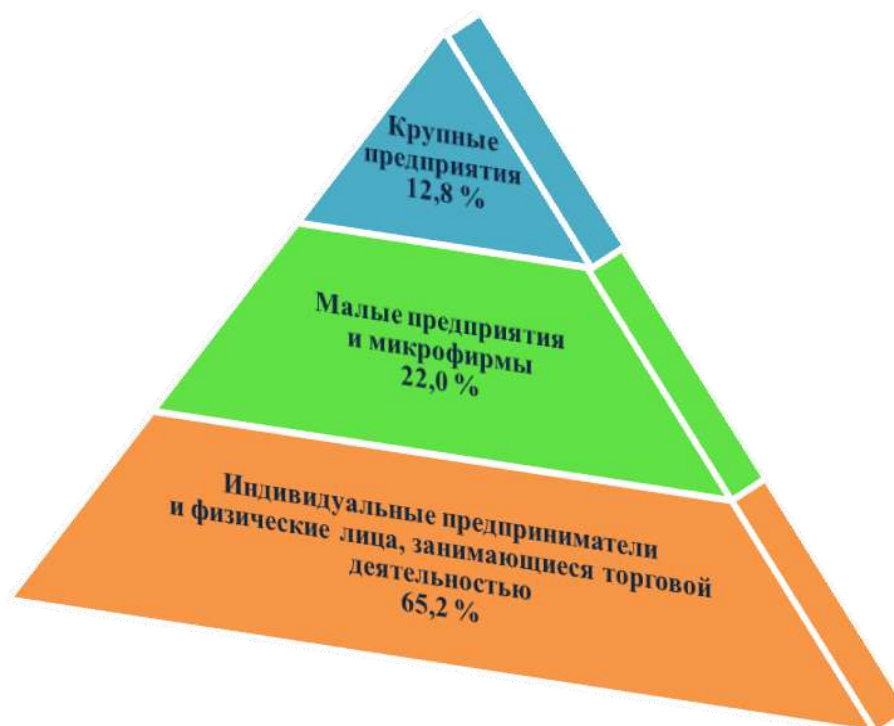 Крупные
предприятия
12,8 %
Малые предприятия
и микрофирмы
22,0 %
Индивидуальные предприниматели
и физические лица, занимающиеся торговой
деятельностью
65,2 %